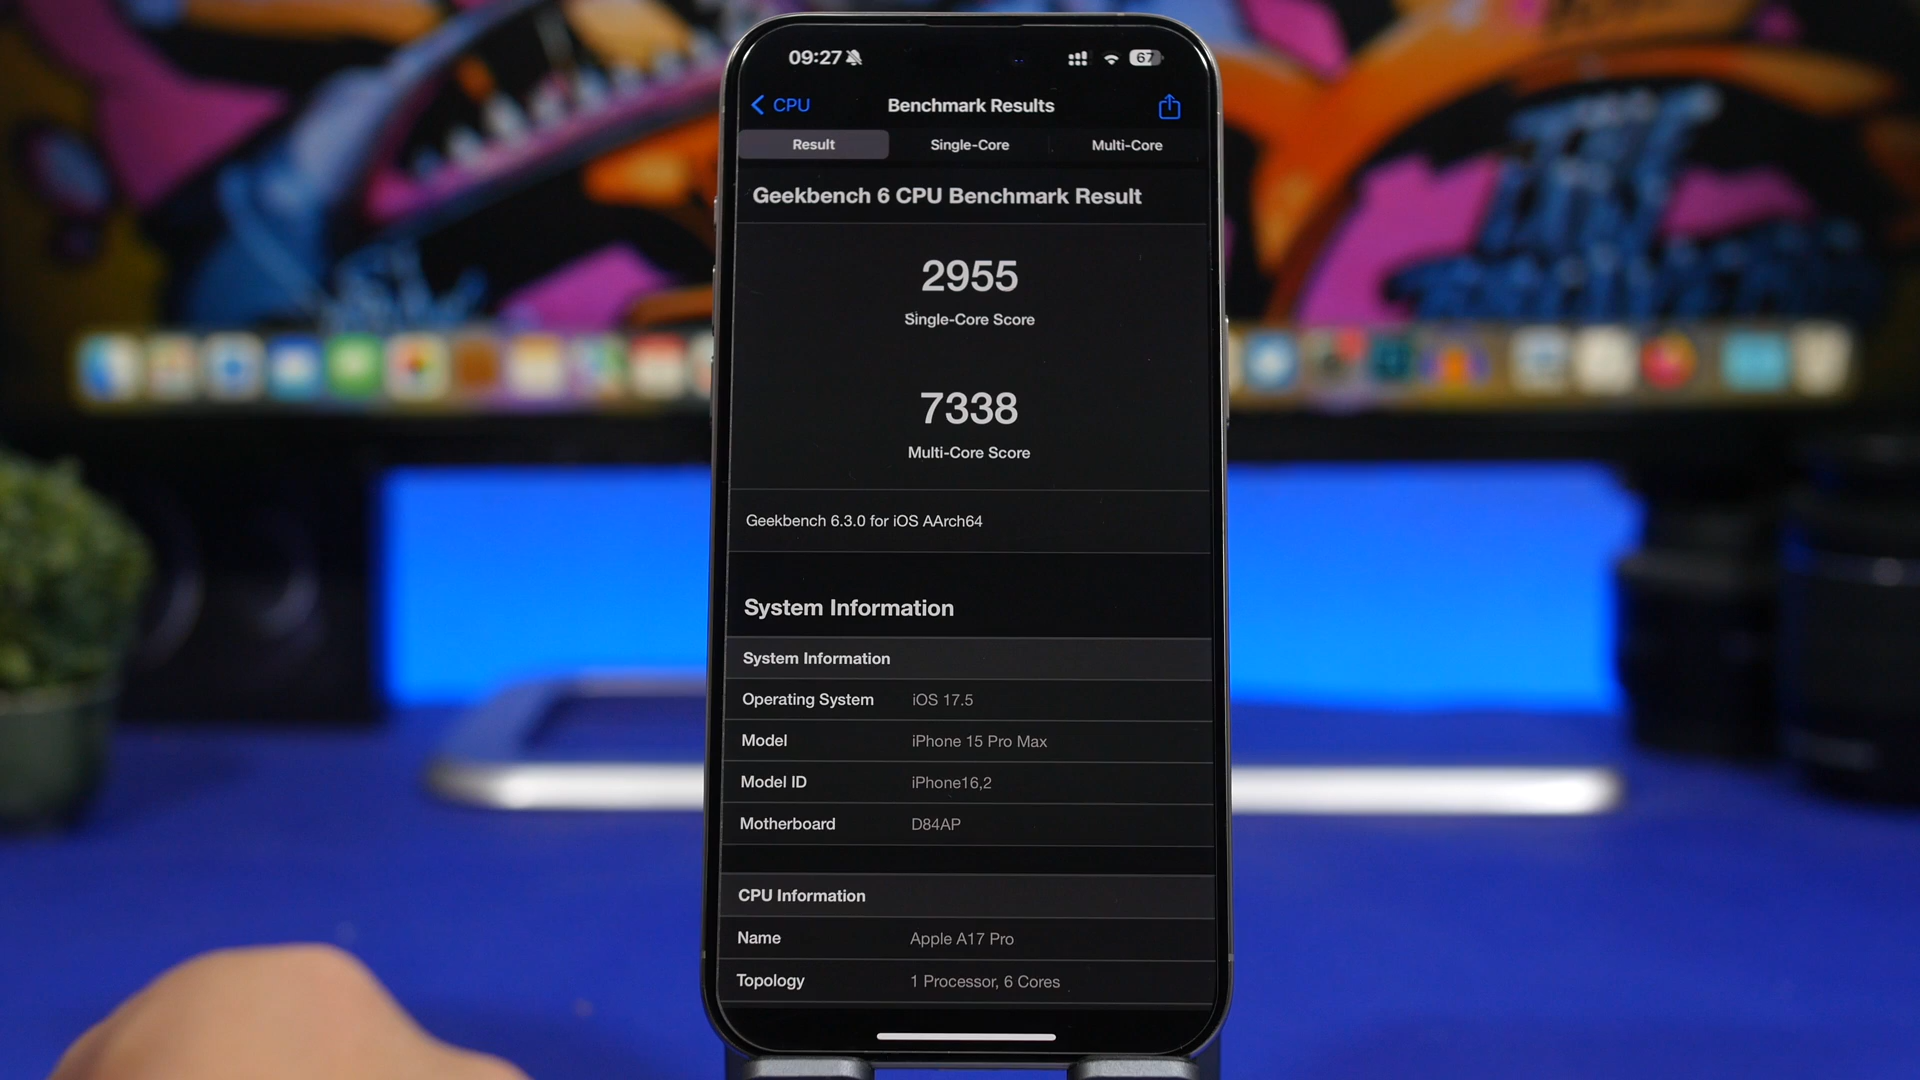 09:27
67
CPU
Benchmark Results
Result
Single-Core
Multi-Core
Geekbench 6 CPU Benchmark Result
2955
Single-Core Score
7338
Multi-Core Score
Geekbench 6.3.0 for iOS AArch64
System Information
System Information
Operating System iOS 17.5
Model iPhone 15 Pro Max
Model ID iPhone16,2
Motherboard D84AP
CPU Information
Name Apple A17 Pro
Topology 1 Processor, 6 Cores